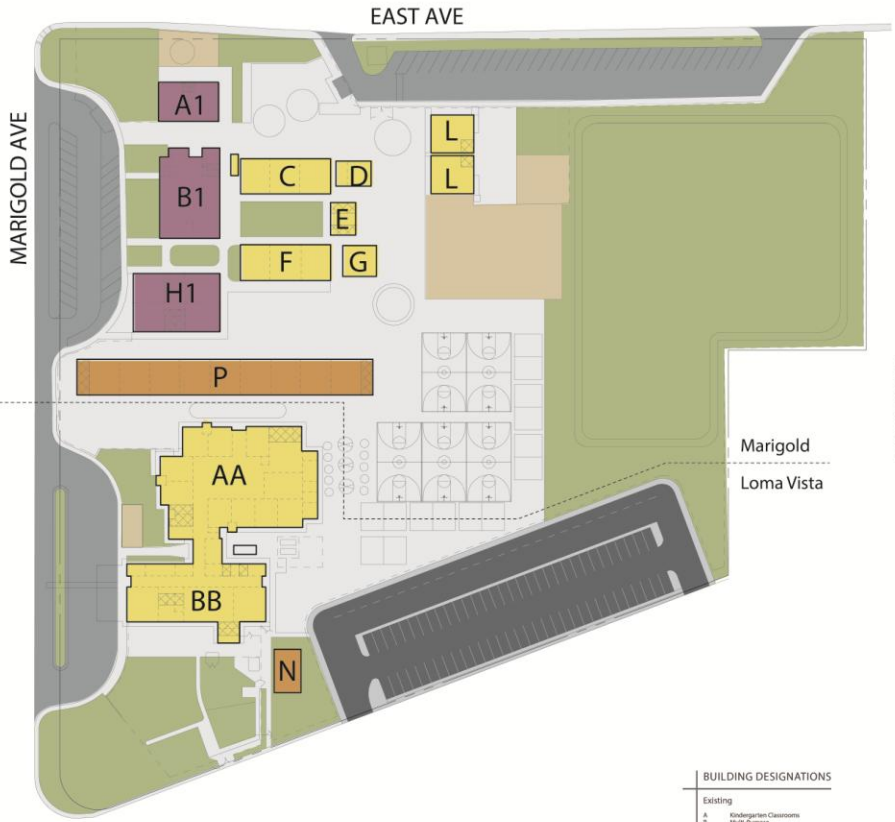 EAST AVE
MARIGOLD AVE
A1
L
C
D
L
B1
E
F
G
H1
P
Marigold
AA
Loma Vista
BB
N
BUILDING DESIGNATIONS
Existing
A Kindergarten Classrooms